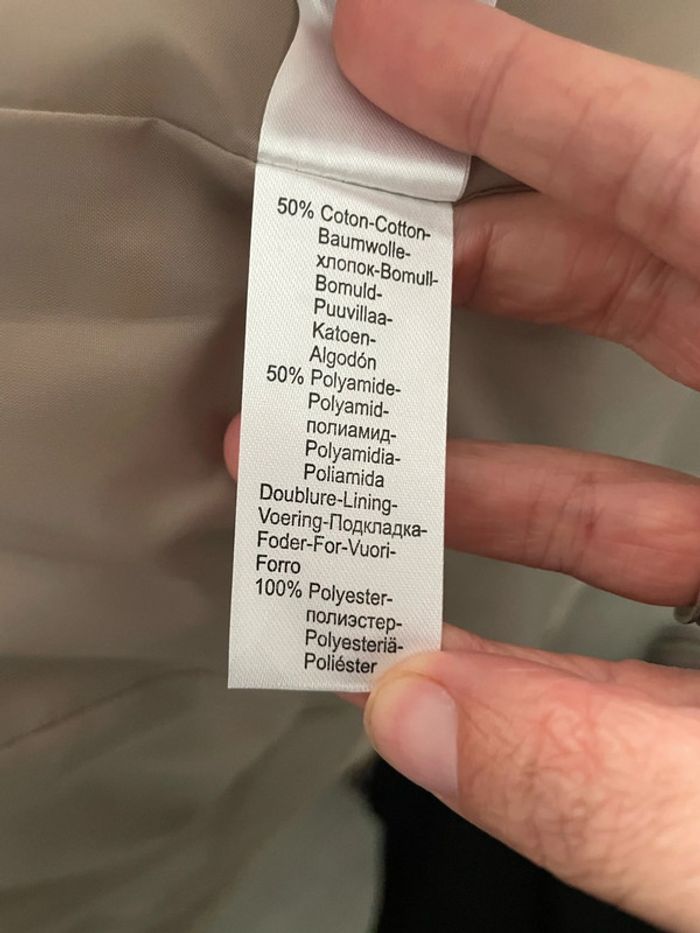 50% Coton-Cotton-
Baumwolle-
хлопок-Bomull-
Bomuld-
Puuvillaa-
Katoen-
Algodón
50% Polyamide-
Polyamid-
полиамид-
Polyamidia-
Poliamida
Doublure-Lining-
Voering-Подкладка-
Foder-For-Vuori-
Forro
100% Polyester-
полиэстер-
Polyesteriä-
Poliéster